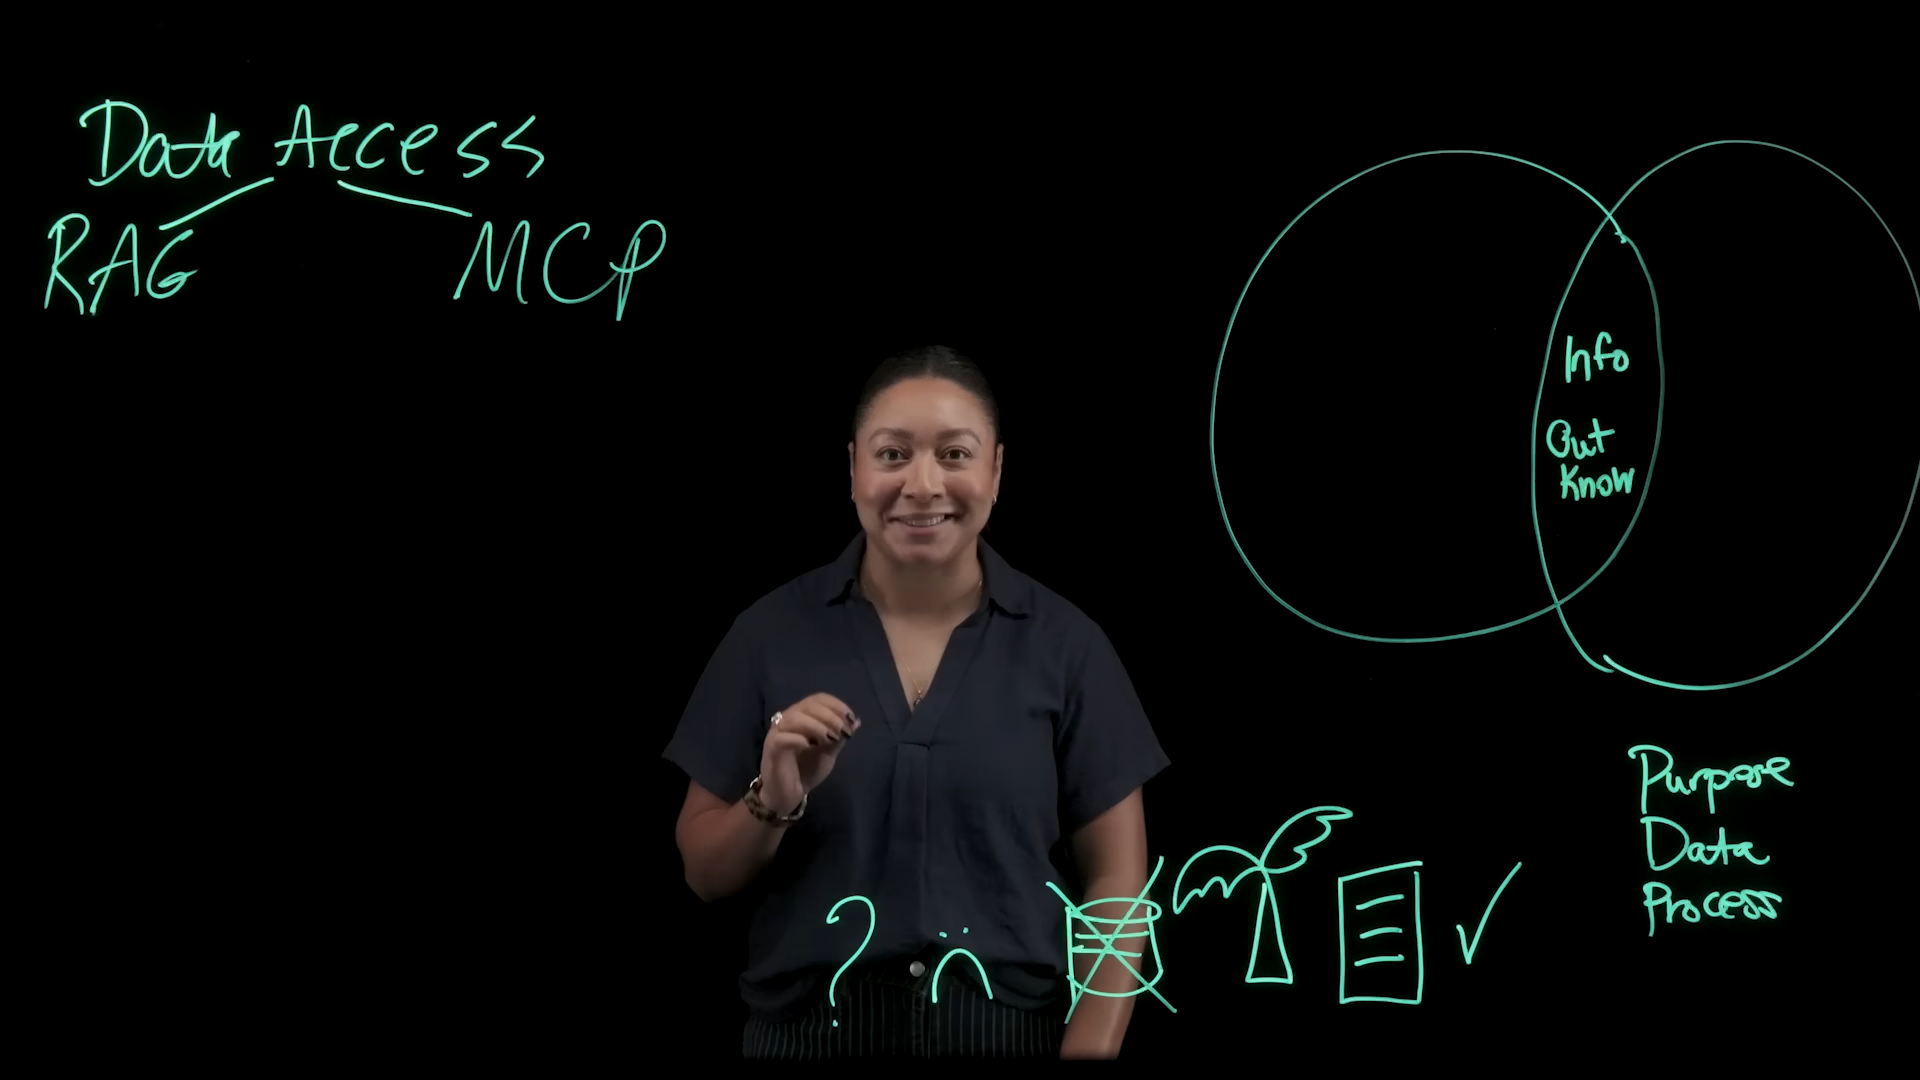 Data Access
RAG
MCP
Info
Out
Know
Purpose
Data
Process
?